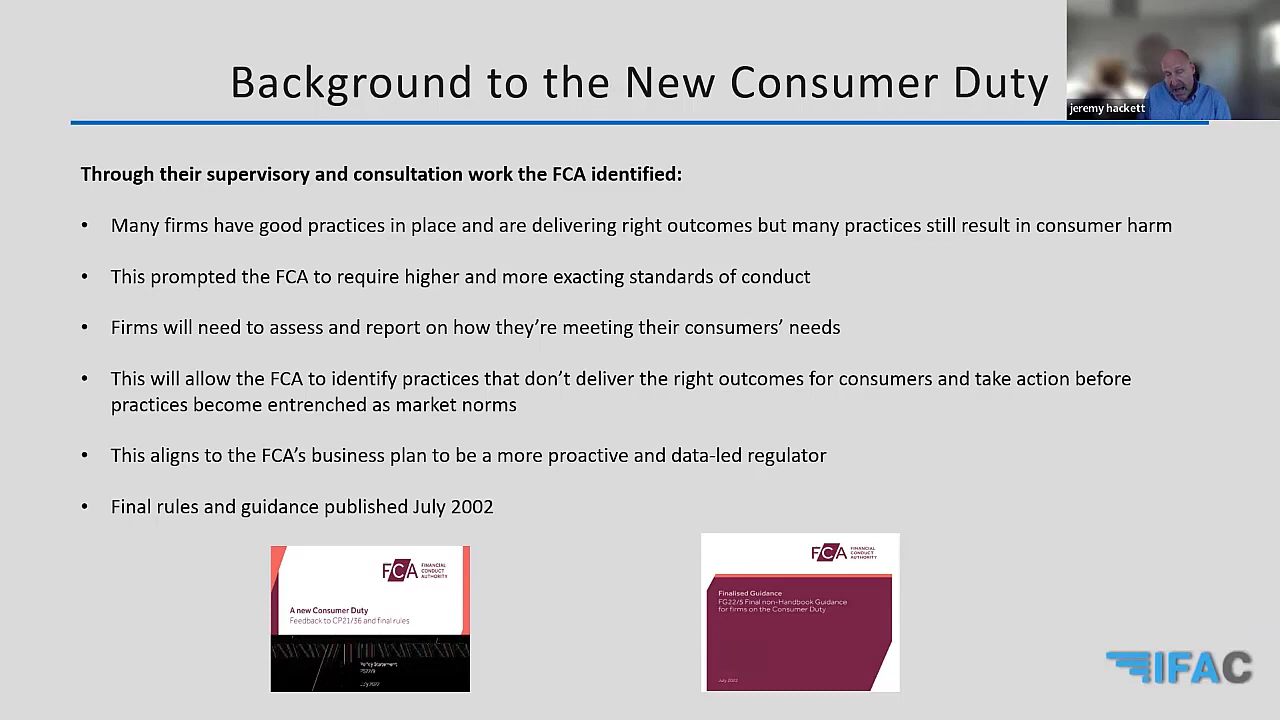 Background to the New Consumer Duty
jeremy hackett
Through their supervisory and consultation work the FCA identified:
• Many firms have good practices in place and are delivering right outcomes but many practices still result in consumer harm
• This prompted the FCA to require higher and more exacting standards of conduct
• Firms will need to assess and report on how they’re meeting their consumers’ needs
• This will allow the FCA to identify practices that don’t deliver the right outcomes for consumers and take action before
practices become entrenched as market norms
• This aligns to the FCA’s business plan to be a more proactive and data-led regulator
• Final rules and guidance published July 2002
FCA
FINANCIAL
CONDUCT
AUTHORITY
A new Consumer Duty
Feedback to CP21/36 and final rules
Policy Statement
FCA
FINANCIAL
CONDUCT
AUTHORITY
Finalised Guidance
FG22/5 Final non-Handbook Guidance
for firms on the Consumer Duty
IFAC